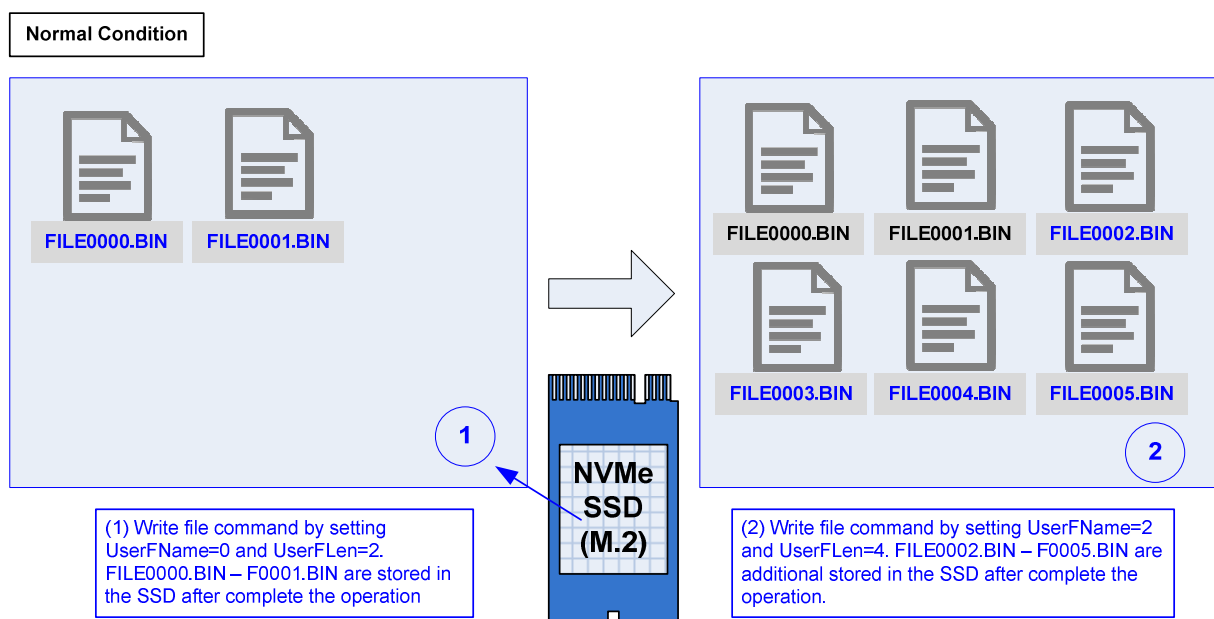 Normal Condition
FILE0000.BIN FILE0001.BIN
1
FILE0000.BIN FILE0001.BIN FILE0002.BIN
FILE0003.BIN FILE0004.BIN FILE0005.BIN
2
NVMe
SSD
(M.2)
(1) Write file command by setting
UserFName=0 and UserFLen=2.
FILE0000.BIN – F0001.BIN are stored in
the SSD after complete the operation
(2) Write file command by setting UserFName=2
and UserFLen=4. FILE0002.BIN – F0005.BIN are
additional stored in the SSD after complete the
operation.